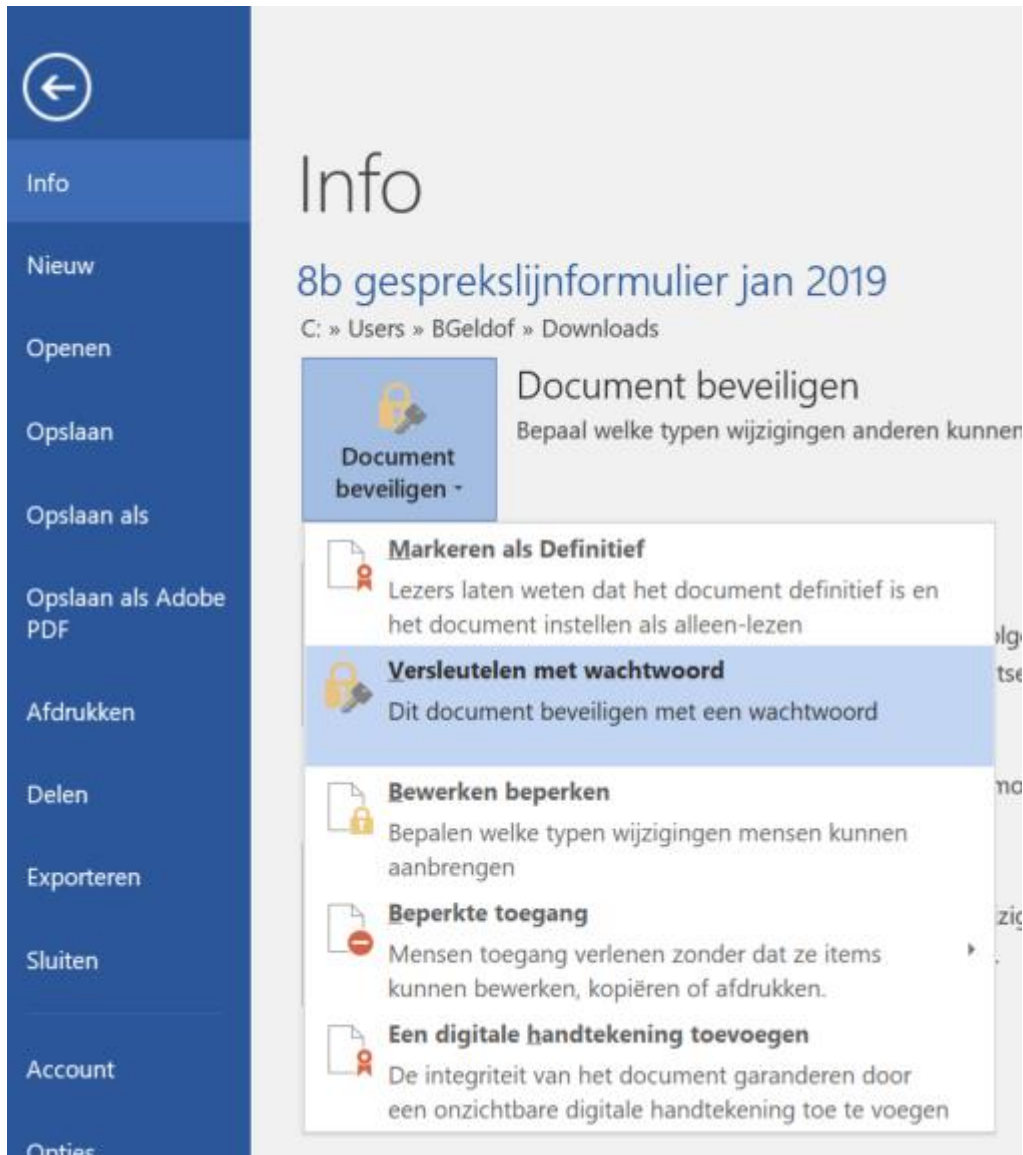 Info
Nieuw
Openen
Opslaan
Opslaan als
Opslaan als Adobe
PDF
Afdrukken
Delen
Exporteren
Sluiten
Account
Opties
Info
8b gesprekslijnformulier jan 2019
C: » Users » BGeldof » Downloads
Document
beveiligen
Document beveiligen
Bepaal welke typen wijzigingen anderen kunnen
Markeren als Definitief
Lezers laten weten dat het document definitief is en
het document instellen als alleen-lezen
Versleutelen met wachtwoord
Dit document beveiligen met een wachtwoord
Bewerken beperken
Bepalen welke typen wijzigingen mensen kunnen
aanbrengen
Beperkte toegang
Mensen toegang verlenen zonder dat ze items
kunnen bewerken, kopiëren of afdrukken.
Een digitale handtekening toevoegen
De integriteit van het document garanderen door
een onzichtbare digitale handtekening toe te voegen